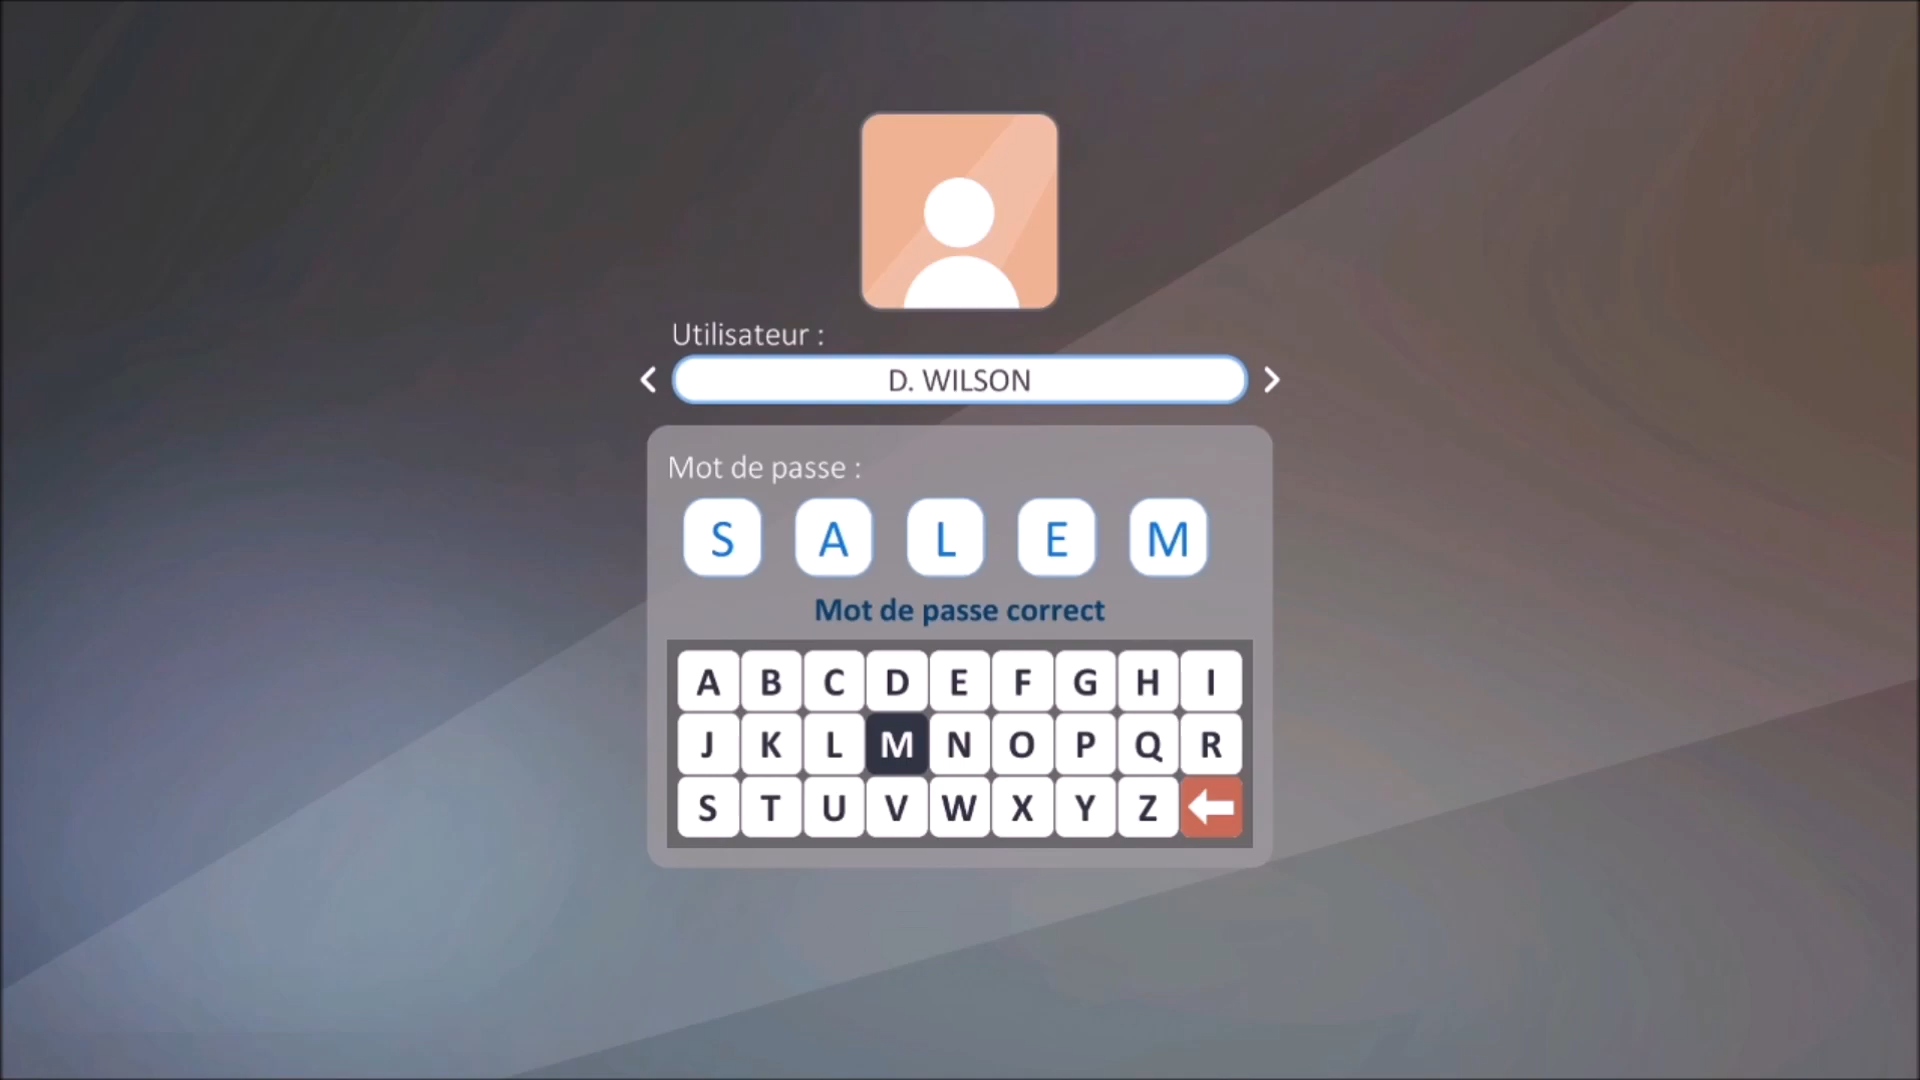 Utilisateur :
< D. WILSON >
Mot de passe :
S A L E M
Mot de passe correct
A B C D E F G H I
J K L M N O P Q R
S T U V W X Y Z